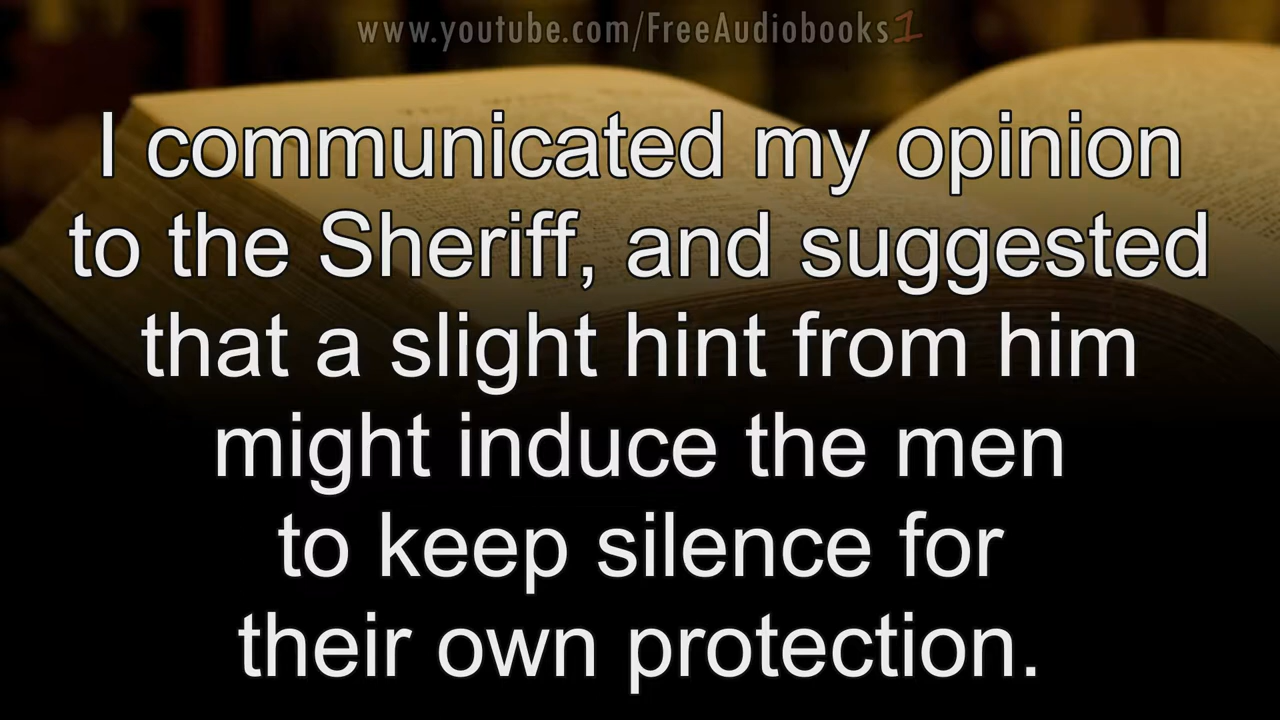 www.youtube.com/FreeAudiobooks1
I communicated my opinion
to the Sheriff, and suggested
that a slight hint from him
might induce the men
to keep silence for
their own protection.